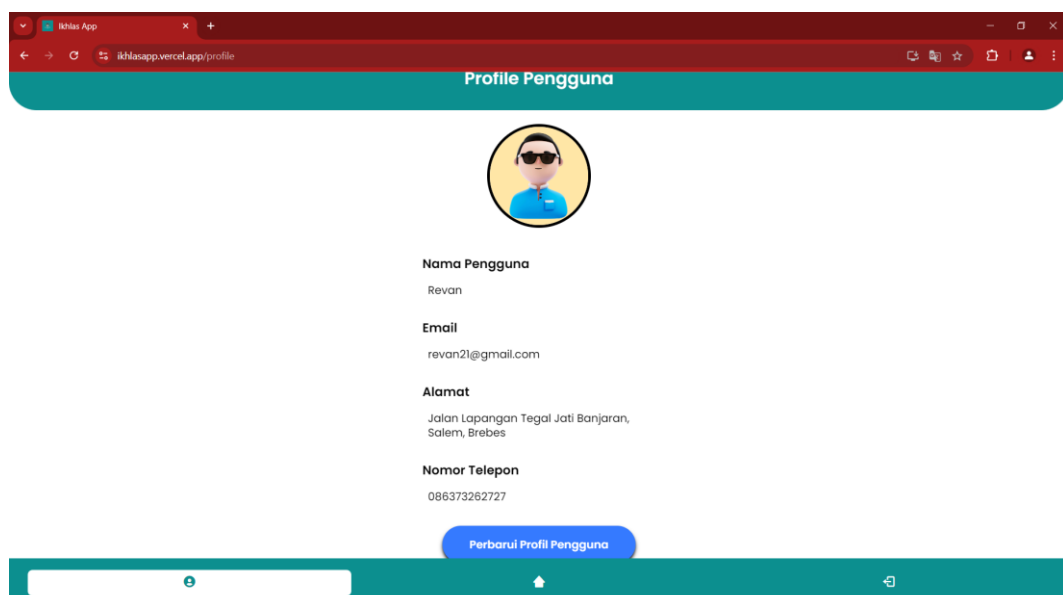 Ikhlas App
ikhlasapp.vercel.app/profile
Profile Pengguna
Nama Pengguna
Revan
Email
revan21@gmail.com
Alamat
Jalan Lapangan Tegal Jati Banjaran,
Salem, Brebes
Nomor Telepon
086373262727
Perbarui Profil Pengguna